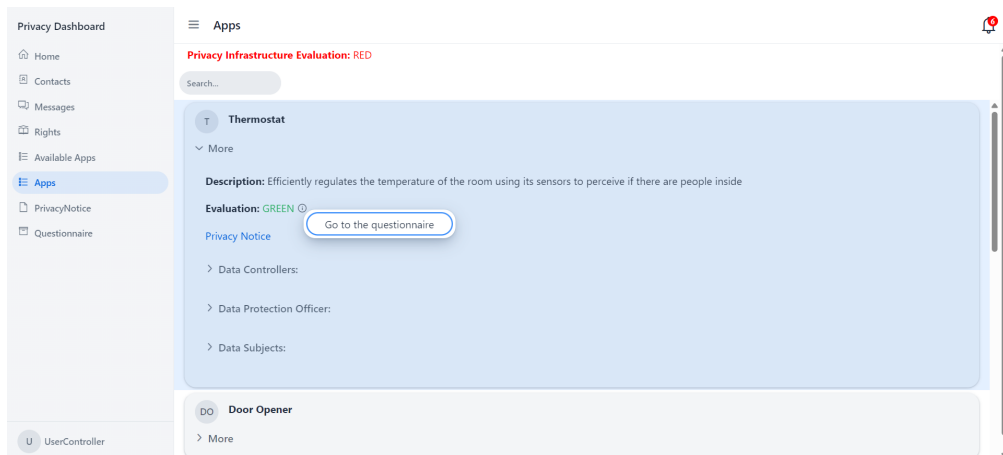 Privacy Dashboard
Home
Contacts
Messages
Rights
Available Apps
Apps
PrivacyNotice
Questionnaire
U UserController
Apps
6
Privacy Infrastructure Evaluation: RED
Search...
T Thermostat
More
Description: Efficiently regulates the temperature of the room using its sensors to perceive if there are people inside
Evaluation: GREEN
Go to the questionnaire
Privacy Notice
Data Controllers:
Data Protection Officer:
Data Subjects:
DO Door Opener
More